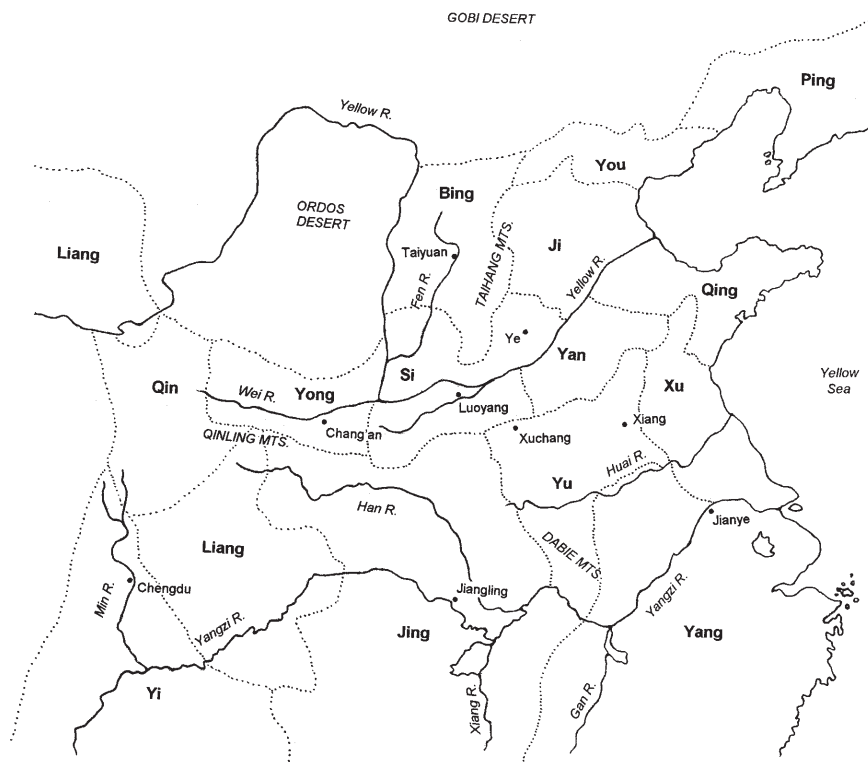 GOBI DESERT
Ping
Yellow R.
You
Bing
ORDOS
DESERT
TAIHANG MTS.
Ji
Taiyuan
Liang
Fen R.
Yellow R.
Qing
Ye
Yan
Si
Xu
Yellow
Sea
Qin
Wei R.
Yong
Luoyang
Chang'an
Xiang
Xuchang
QINLING MTS.
Huai R.
Yu
Han R.
Jianye
Liang
DABIE MTS.
Min R.
Chengdu
Jiangling
Yangzi R.
Yangzi R.
Jing
Yang
Yi
Xiang R.
Gan R.